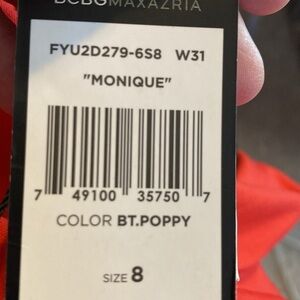 BCBGMAXAZRIA
FYU2D279-6S8 W31
"MONIQUE"
7 49100 35750 7
COLOR BT.POPPY
SIZE 8